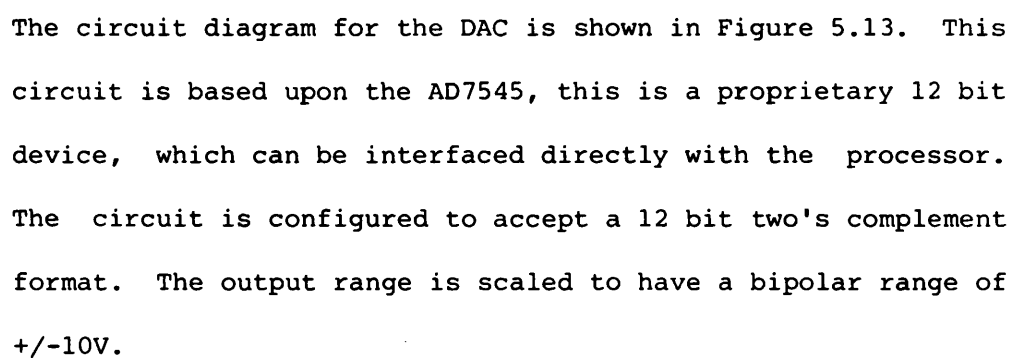 The circuit diagram for the DAC is shown in Figure 5.13. This
circuit is based upon the AD7545, this is a proprietary 12 bit
device, which can be interfaced directly with the processor.
The circuit is configured to accept a 12 bit two's complement
format. The output range is scaled to have a bipolar range of
+/-10V.